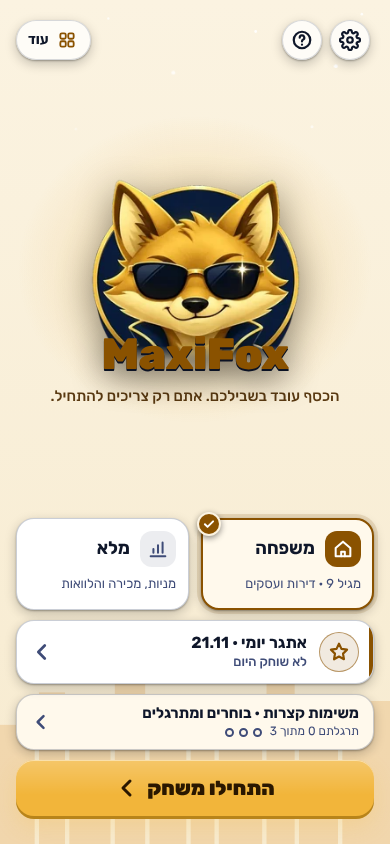 עוד
MaxiFox
הכסף עובד בשבילכם. אתם רק צריכים להתחיל.
משפחה
מגיל 9 • דירות ועסקים
מלא
מניות, מכירה והלוואות
אתגר יומי • 21.11
לא שוחק היום
משימות קצרות • בוחרים ומתרגלים
תרגלתם 0 מתוך 3
התחילו משחק